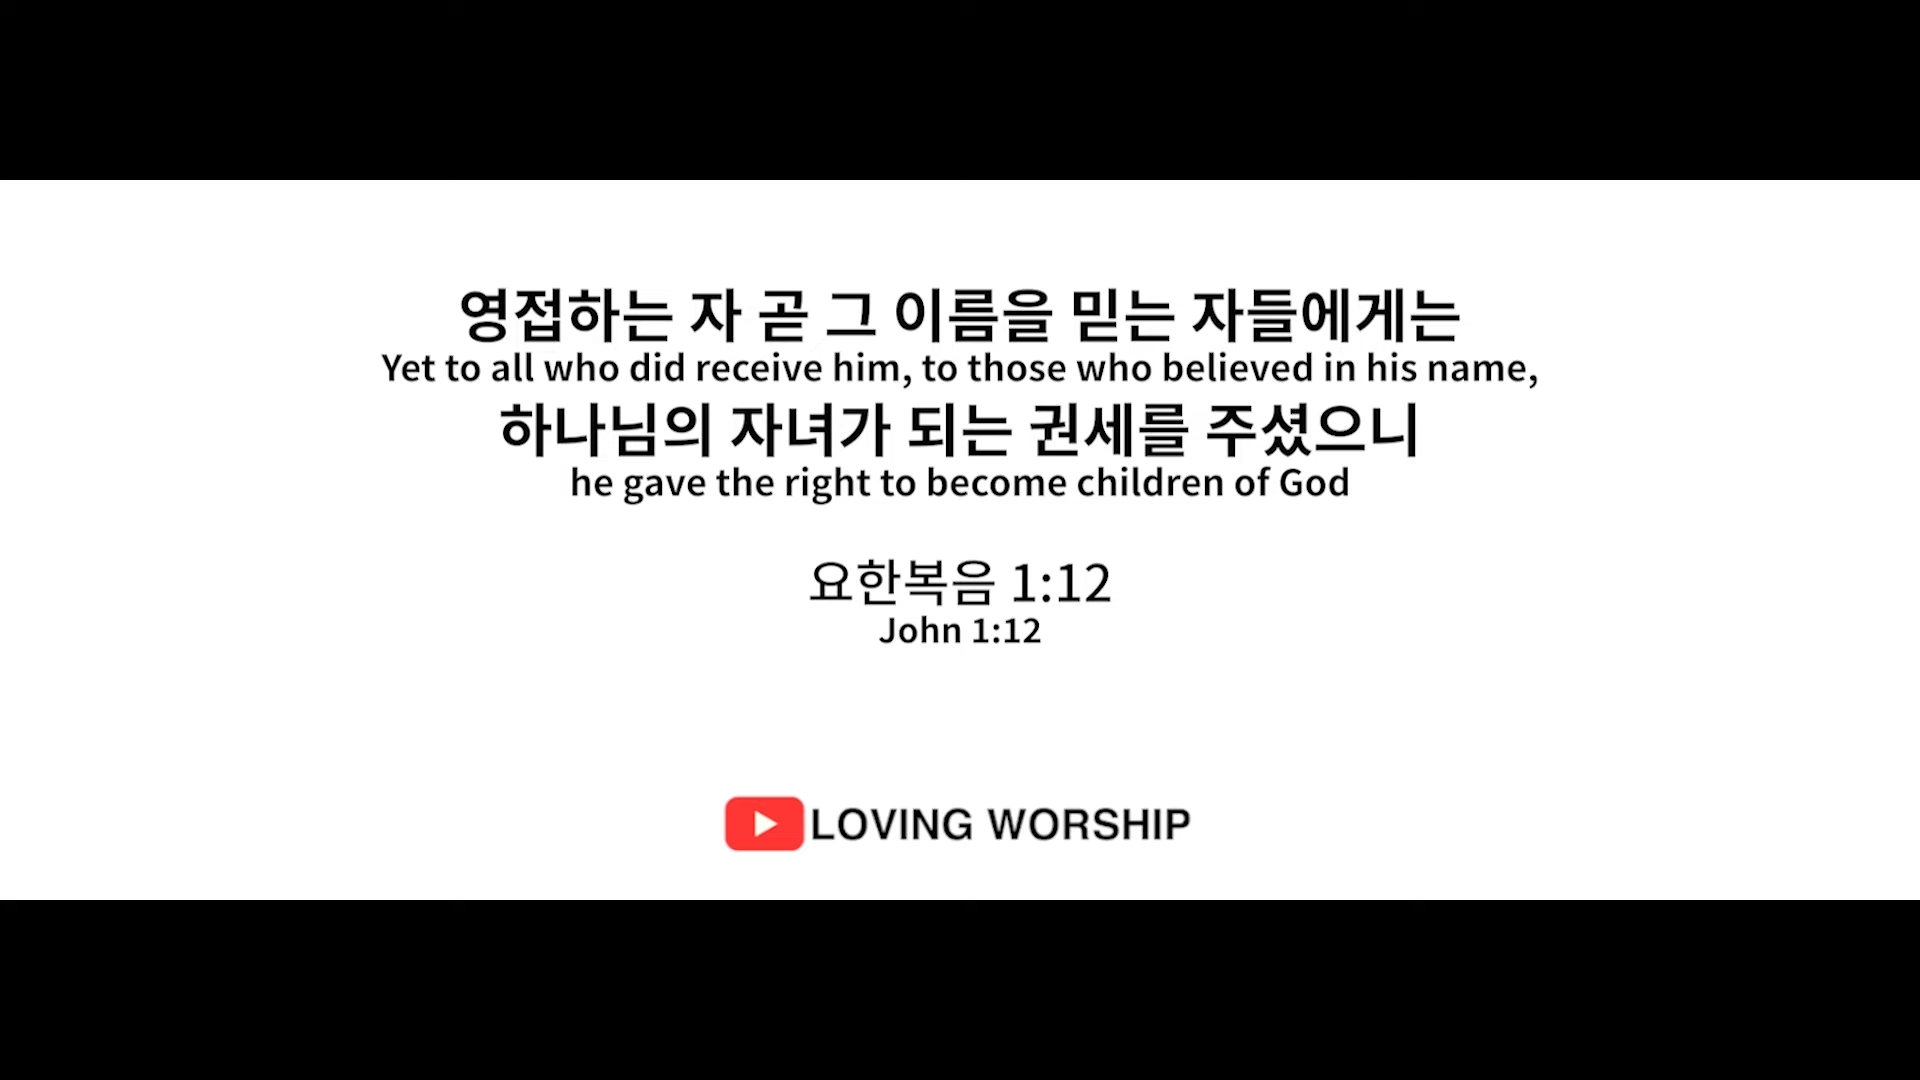 영접하는 자 곧 그 이름을 믿는 자들에게는
Yet to all who did receive him, to those who believed in his name,
하나님의 자녀가 되는 권세를 주셨으니
he gave the right to become children of God
요한복음 1:12
John 1:12
LOVING WORSHIP